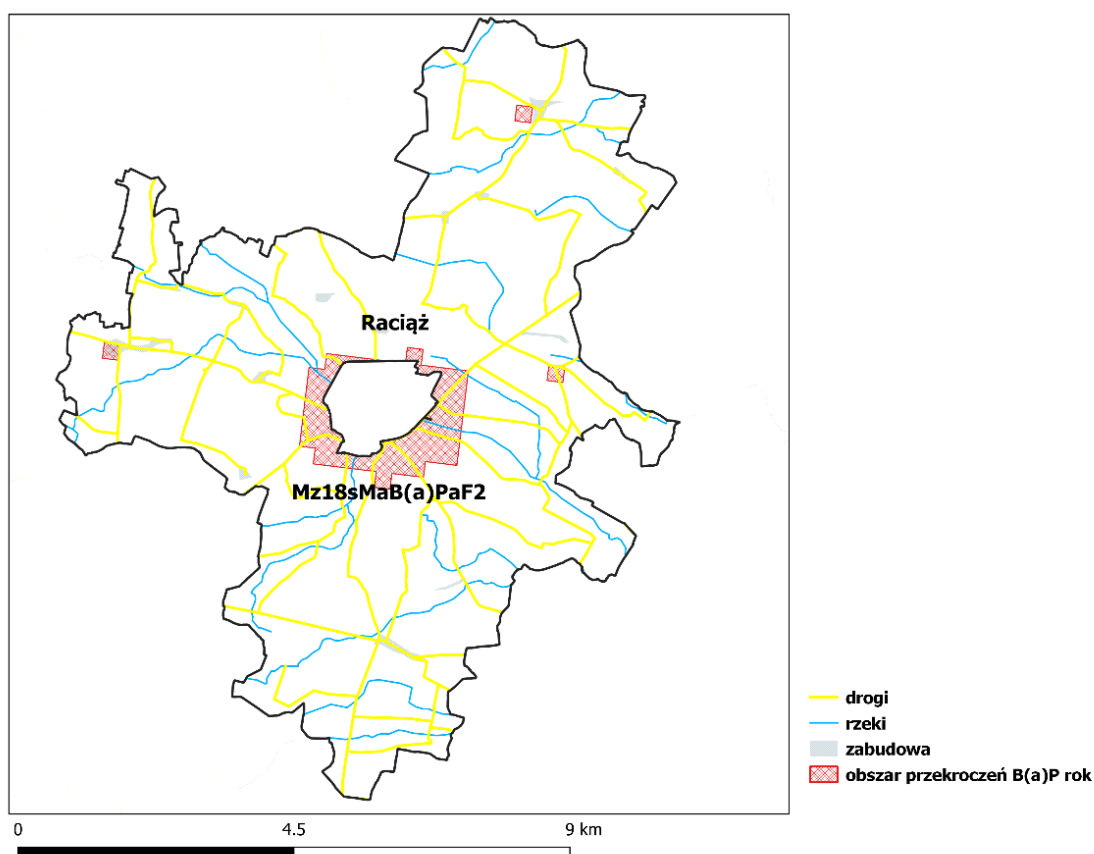 Raciąż
Mz18sMaB(a)PaF2
drogi
rzeki
zabudowa
obszar przekroczeń B(a)P rok
0 4.5 9 km